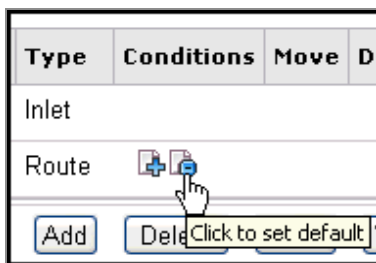 Type Conditions Move D
Inlet
Route
Add Dele Click to set default